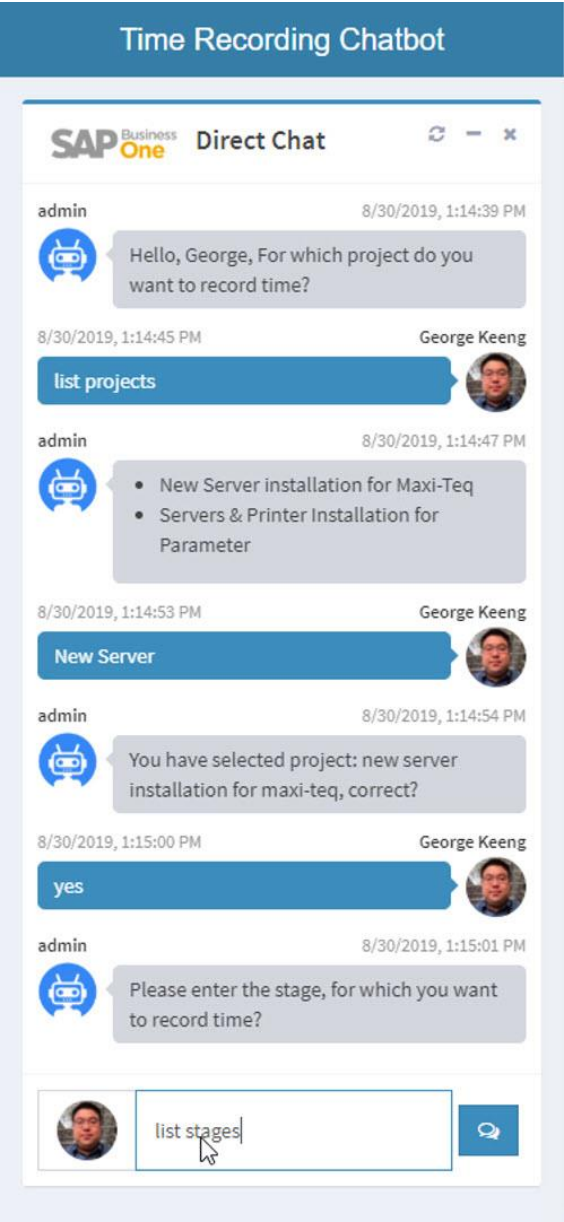 Time Recording Chatbot
SAP Business One Direct Chat
admin 8/30/2019, 1:14:39 PM
Hello, George, For which project do you
want to record time?
8/30/2019, 1:14:45 PM George Keeng
list projects
admin 8/30/2019, 1:14:47 PM
• New Server installation for Maxi-Teq
• Servers & Printer Installation for
Parameter
8/30/2019, 1:14:53 PM George Keeng
New Server
admin 8/30/2019, 1:14:54 PM
You have selected project: new server
installation for maxi-teq, correct?
8/30/2019, 1:15:00 PM George Keeng
yes
admin 8/30/2019, 1:15:01 PM
Please enter the stage, for which you want
to record time?
list stages